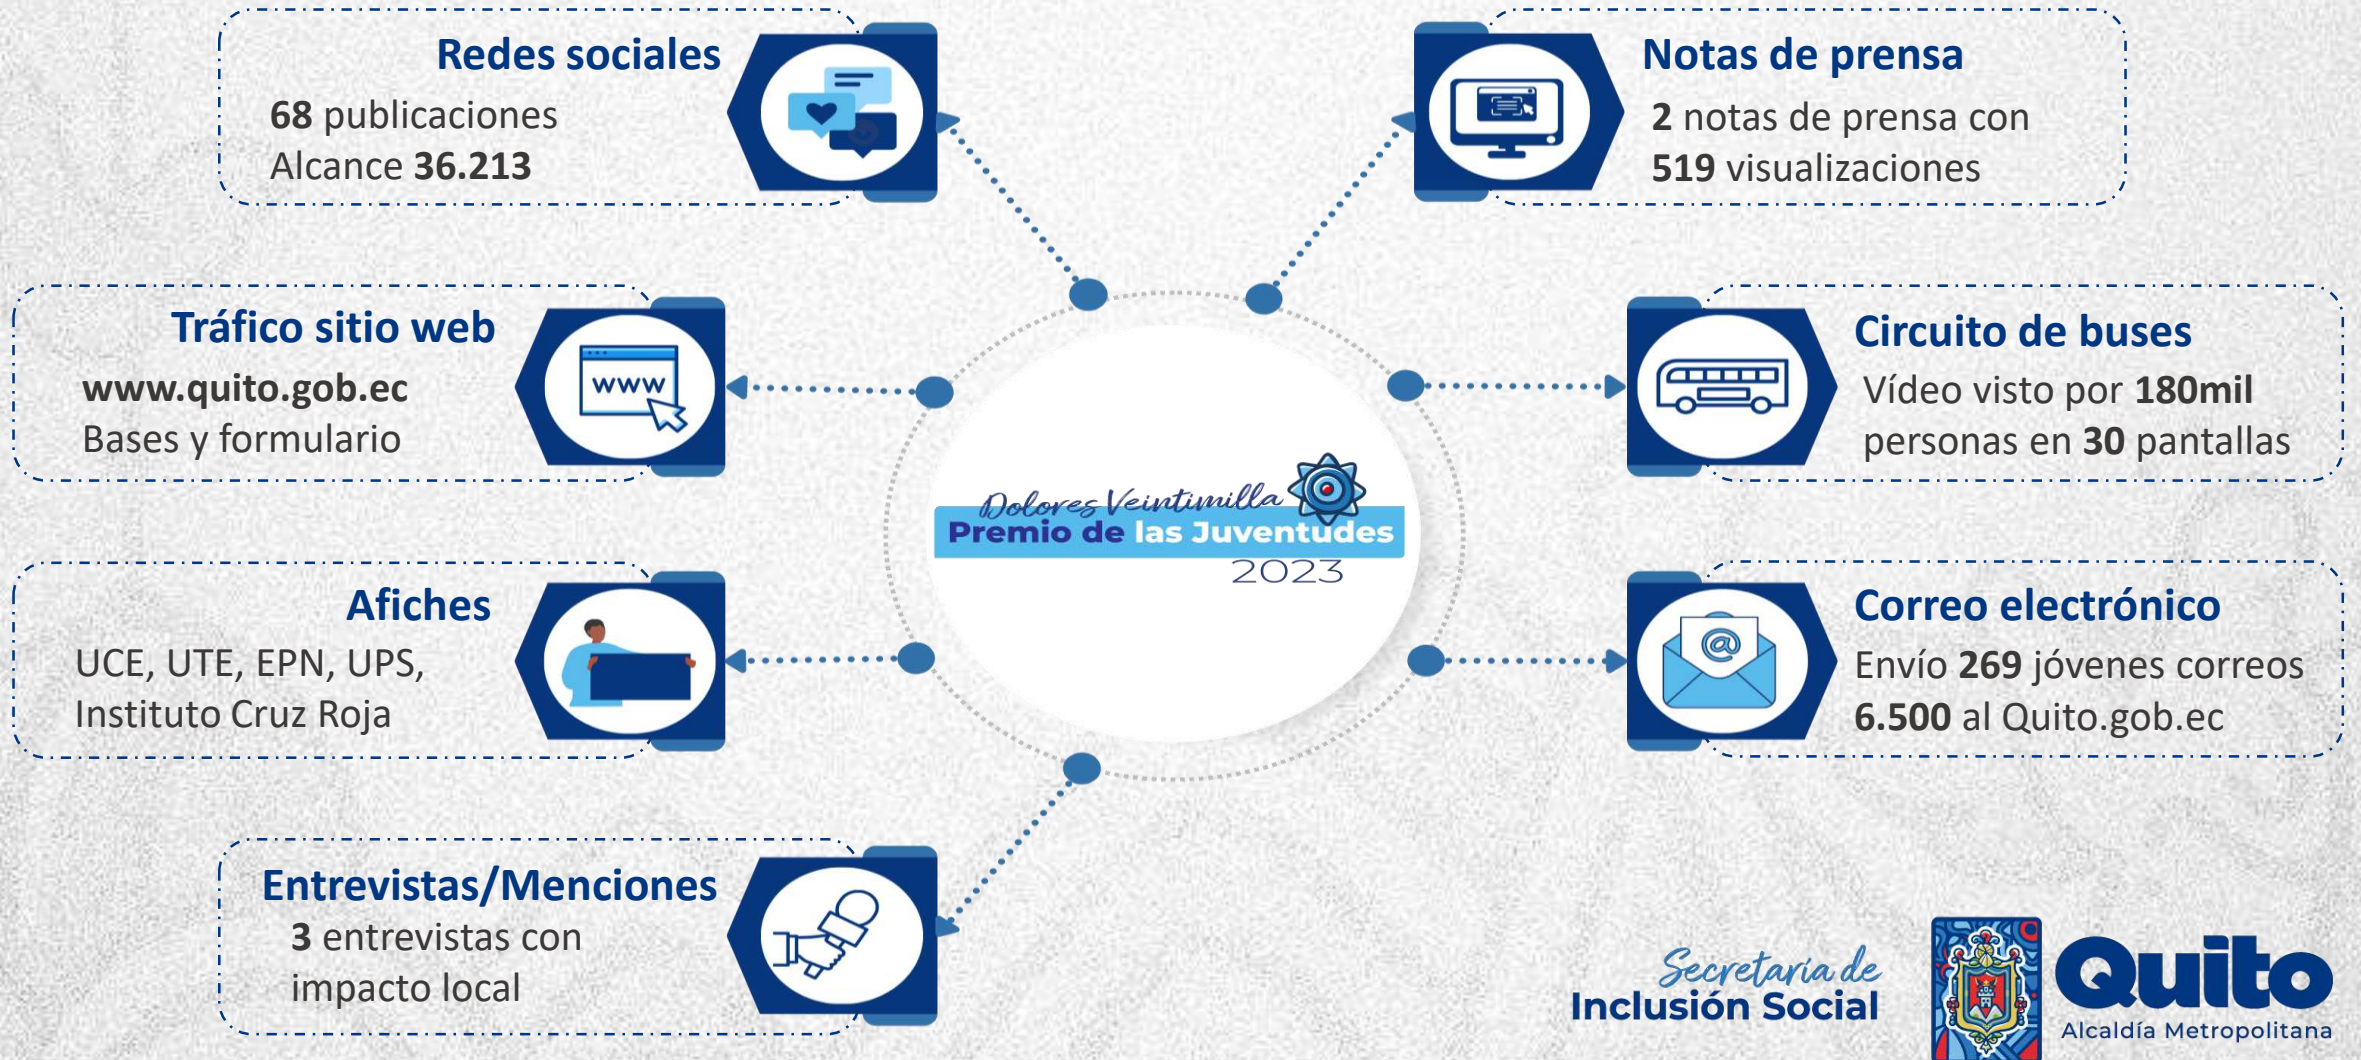 Redes sociales
68 publicaciones
Alcance 36.213
Notas de prensa
2 notas de prensa con
519 visualizaciones
Tráfico sitio web
www.quito.gob.ec
Bases y formulario
WWW
Circuito de buses
Vídeo visto por 180mil
personas en 30 pantallas
Dolores Veintimilla
Premio de las Juventudes
2023
Afiches
UCE, UTE, EPN, UPS,
Instituto Cruz Roja
Correo electrónico
@
Envío 269 jóvenes correos
6.500 al Quito.gob.ec
Entrevistas/Menciones
3 entrevistas con
impacto local
Secretaría de
Inclusión Social
Quito
Alcaldía Metropolitana